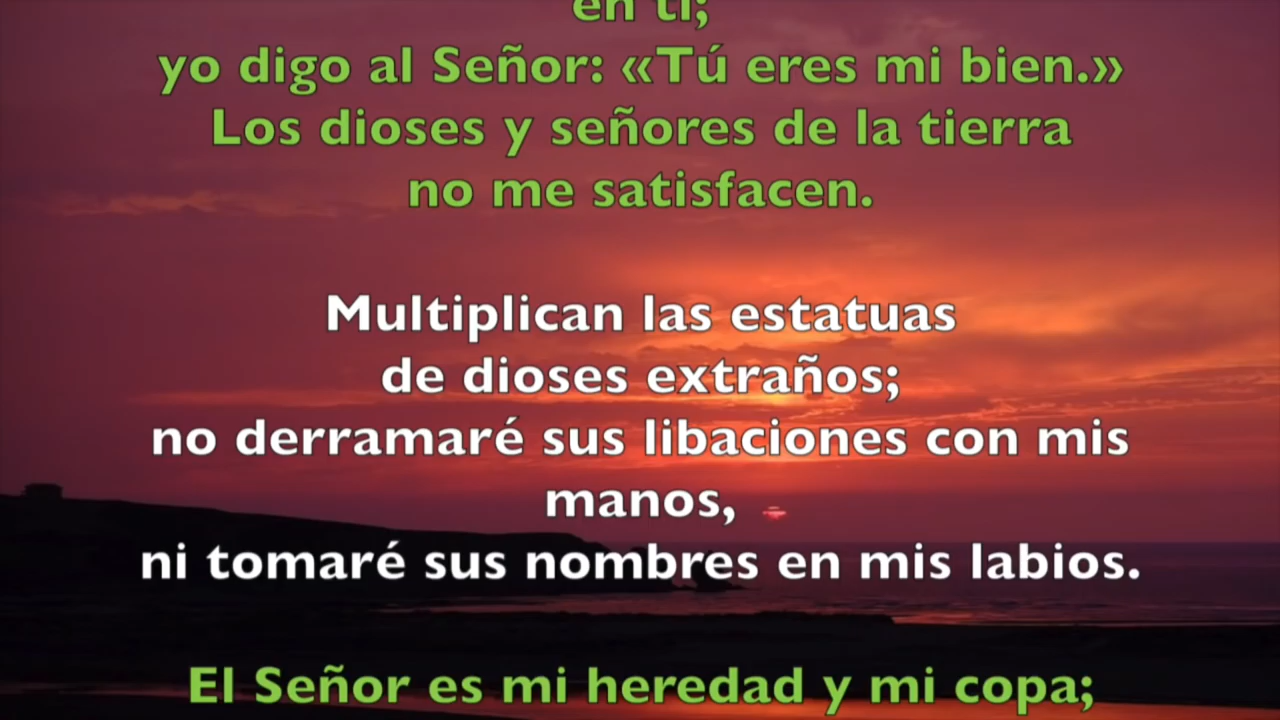 en ti;
yo digo al Señor: «Tú eres mi bien.»
Los dioses y señores de la tierra
no me satisfacen.
Multiplican las estatuas
de dioses extraños;
no derramaré sus libaciones con mis
manos,
ni tomaré sus nombres en mis labios.
El Señor es mi heredad y mi copa;